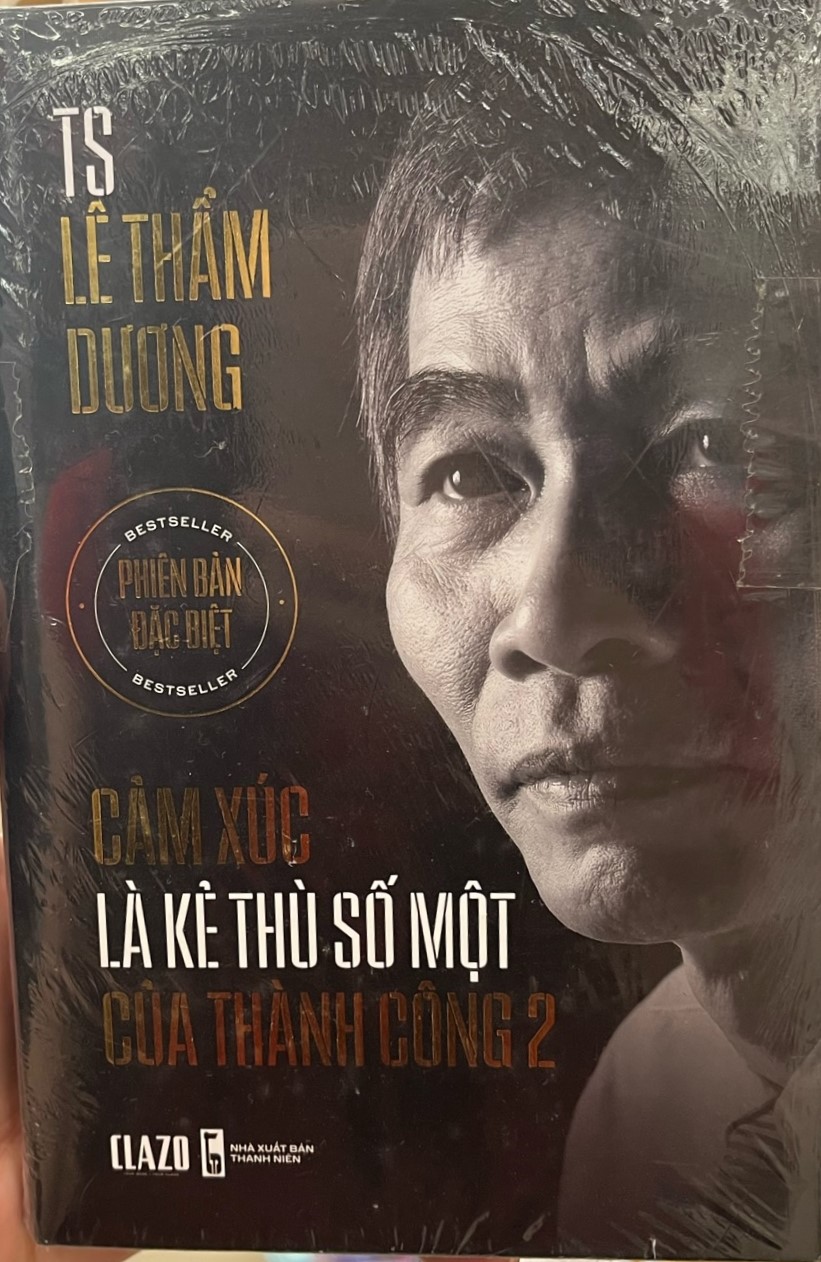 TS
LÊ THẨM
DƯƠNG
BESTSELLER
PHIÊN BẢN
ĐẶC BIỆT
BESTSELLER
CẢM XÚC
LÀ KẺ THÙ SỐ MỘT
CỦA THÀNH CÔNG 2
CLAZO
NHÀ XUẤT BẢN
THANH NIÊN